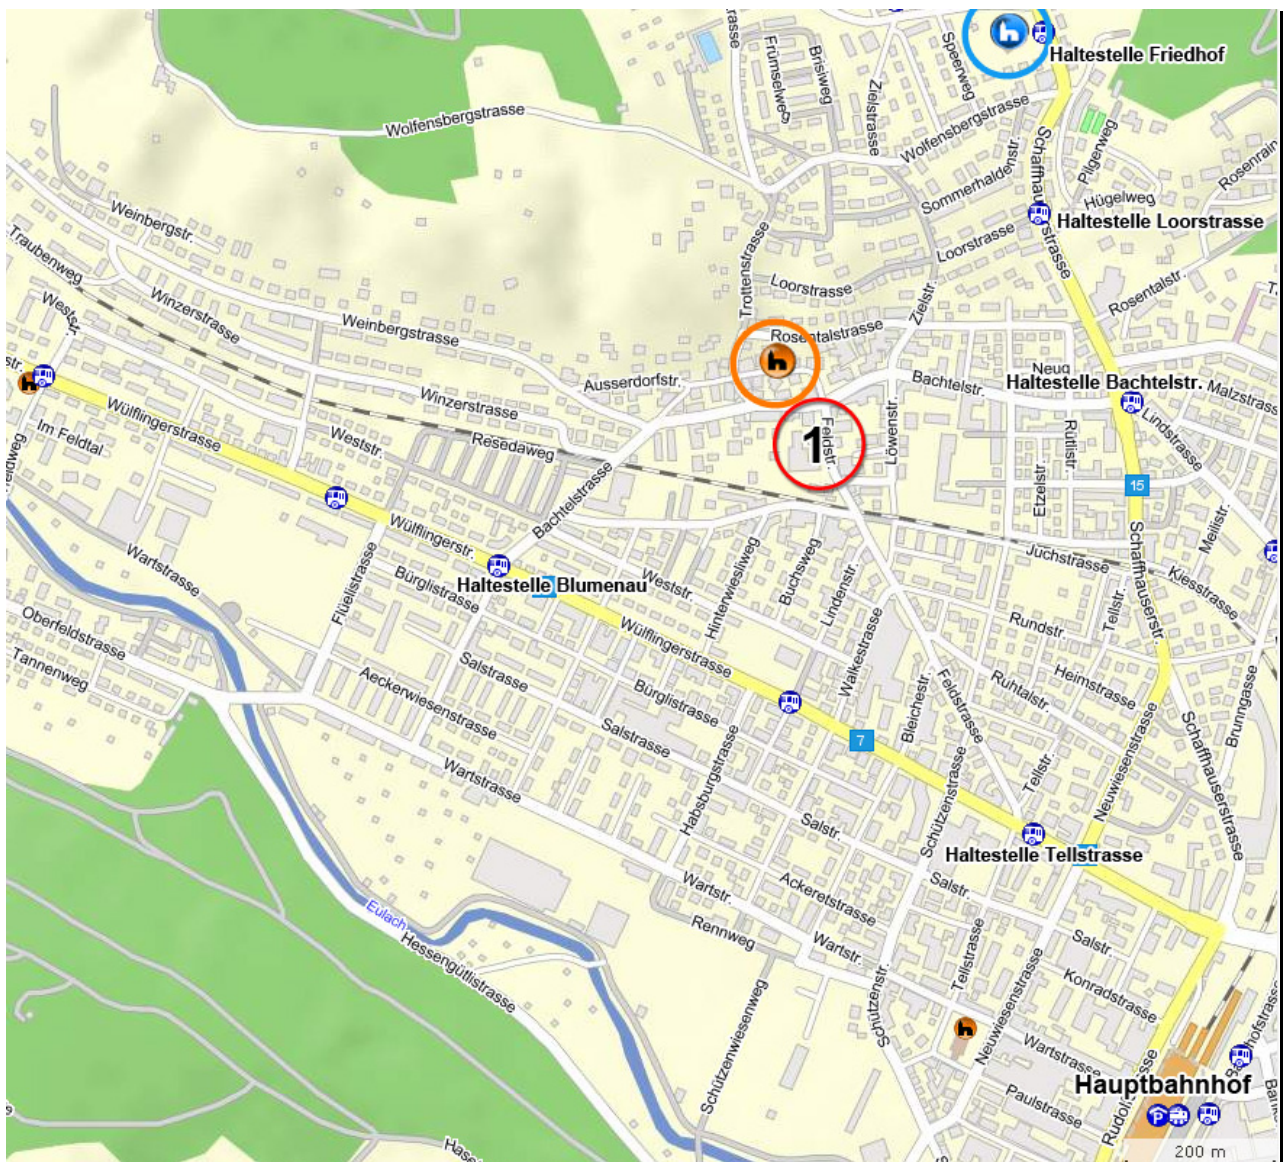 Haltestelle Friedhof
Frümselweg
Brisiweg
Zielstrasse
Speerweg
Wolfensbergstrasse
Wolfensbergstrasse
Pilgerweg
Rosenrain
Sommerhaldenstr.
Hügelweg
Haltestelle Loorstrasse
Weinbergstr.
Traubenweg
Trottenstrasse
Loorstrasse
Loorstrasse
Zielstr.
Rosentalstr.
Winzerstrasse
Weststr.
Weinbergstrasse
Rosentalstrasse
Ausserdorfstr.
Bachtelstr.
Haltestelle Bachtelstr.
Malzstrass
Winzerstrasse
Wülflingerstrasse
Im Feldtal
Weststr.
Resedaweg
1
Feldstr.
Löwenstr.
Rütlistr.
Lindstrasse
Etzelstr.
15
Bachtelstrasse
Wülflingerstr.
Wartstrasse
Meilistr.
Juchstrasse
Kiesstrasse
Schaffhauserstr.
Haltestelle Blumenau
Bürglistrasse
Flüelistrasse
Weststr.
Hinterwiesliweg
Buchsweg
Lindenstr.
Walkestrasse
Tellstr.
Rundstr.
Oberfeldstrasse
Tannenweg
Wülflingerstrasse
Salstrasse
Aeckerwiesenstrasse
Bürglistrasse
Heimstrasse
Ruhtalstr.
Feldstrasse
Bleichestr.
Brunngasse
Schaffhauserstrasse
Neuwiesenstrasse
Salstrasse
7
Habsburgstrasse
Wartstrasse
Tellstr.
Schützenstrasse
Salstr.
Haltestelle Tellstrasse
Ackeretstrasse
Wartstr.
Salstr.
Eulach
Rennweg
Wartstr.
Salstr.
Hessengütlistrasse
Tellstrasse
Konradstrasse
Schützenstr.
Schützenwiesenweg
Neuwiesenstrasse
Wartstrasse
Hauptbahnhof
Paulstrasse
P
200 m